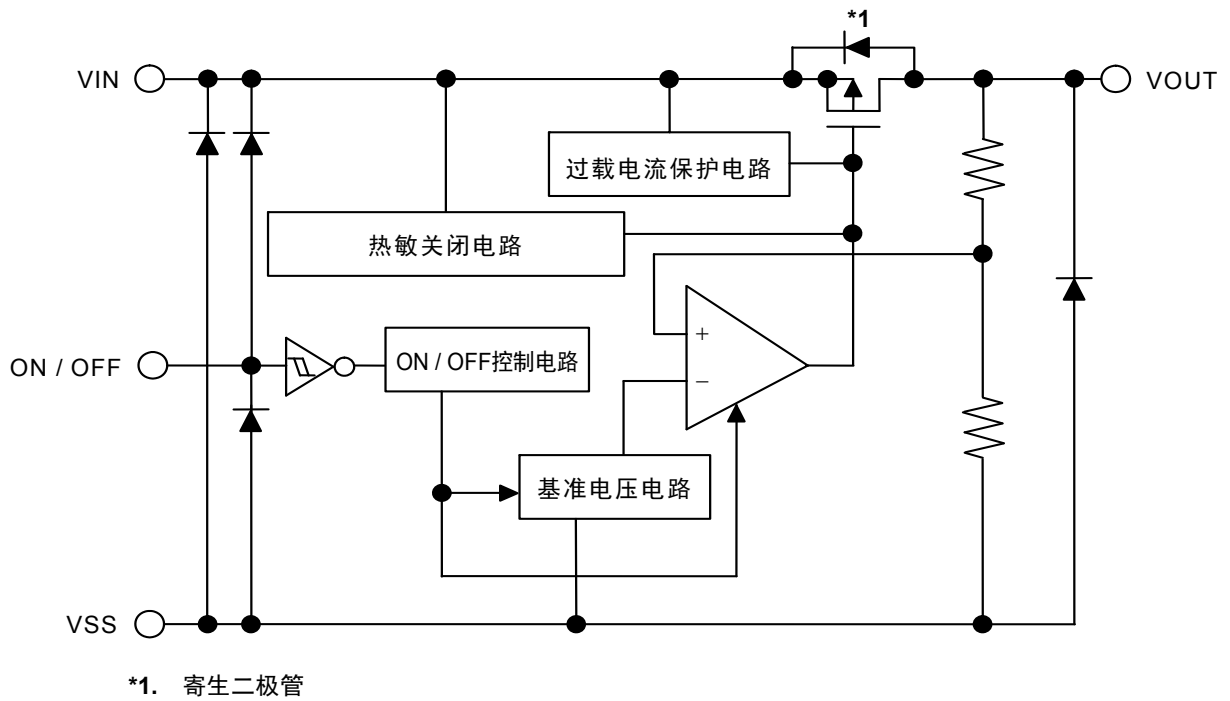 *1
VIN
VOUT
过载电流保护电路
热敏关闭电路
+
ON / OFF
ON / OFF控制电路
−
基准电压电路
VSS
*1. 寄生二极管